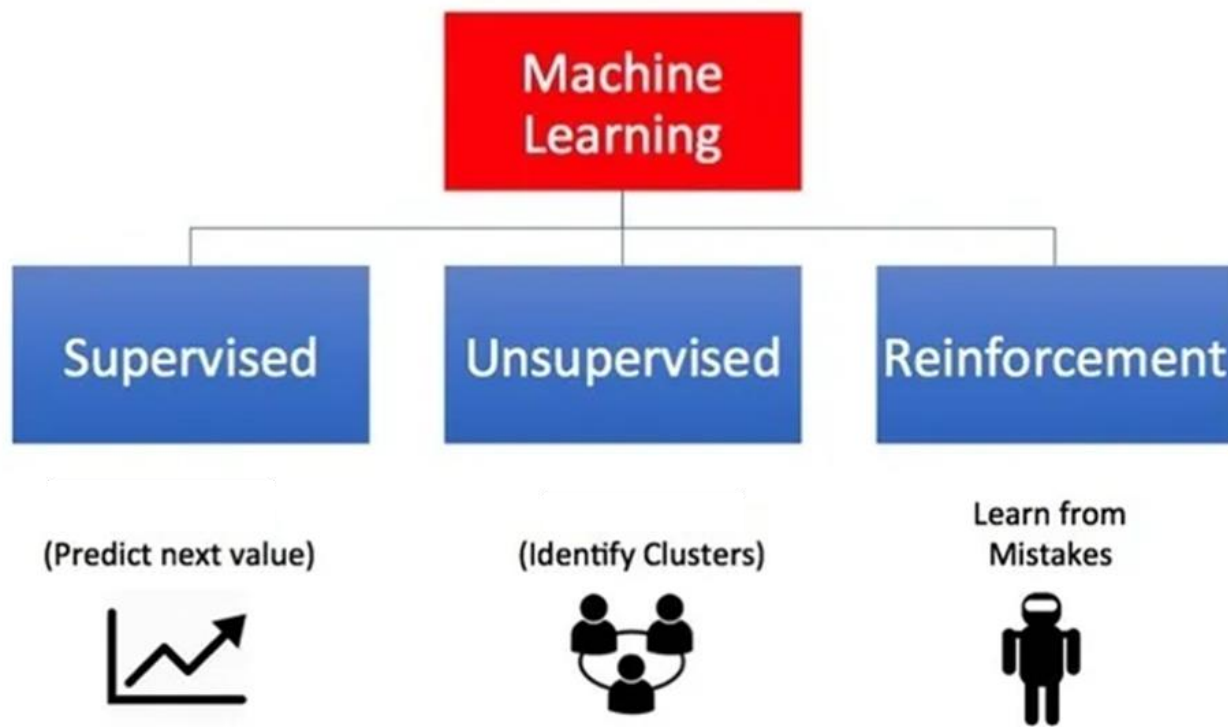 Machine
Learning
Supervised
Unsupervised
Reinforcement
(Predict next value)
(Identify Clusters)
Learn from
Mistakes